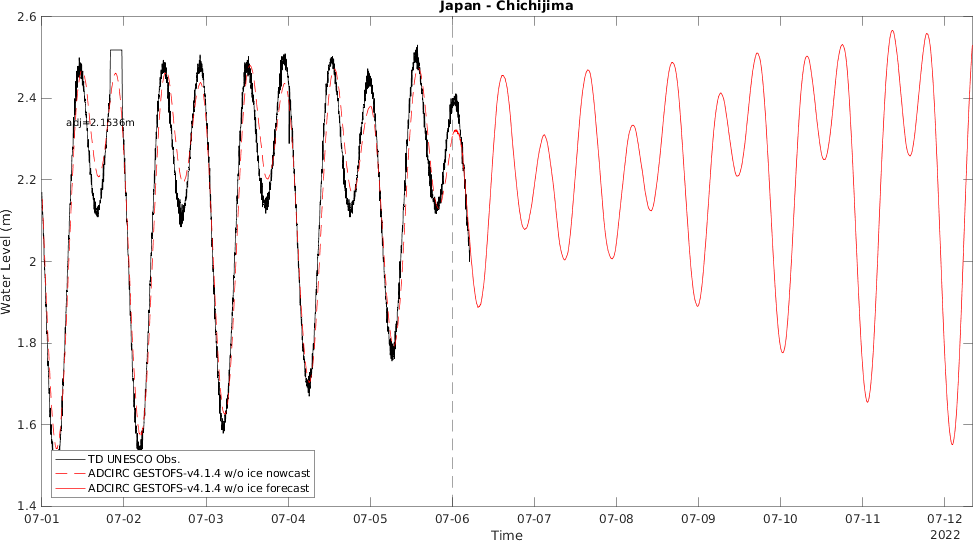 Japan - Chichijima
2.6
2.4
2.2
2
1.8
1.6
1.4
Water Level (m)
adj=2.1536m
TD UNESCO Obs.
ADCIRC GESTOFS-v4.1.4 w/o ice nowcast
ADCIRC GESTOFS-v4.1.4 w/o ice forecast
07-01 07-02 07-03 07-04 07-05 07-06 07-07 07-08 07-09 07-10 07-11 07-12
Time
2022